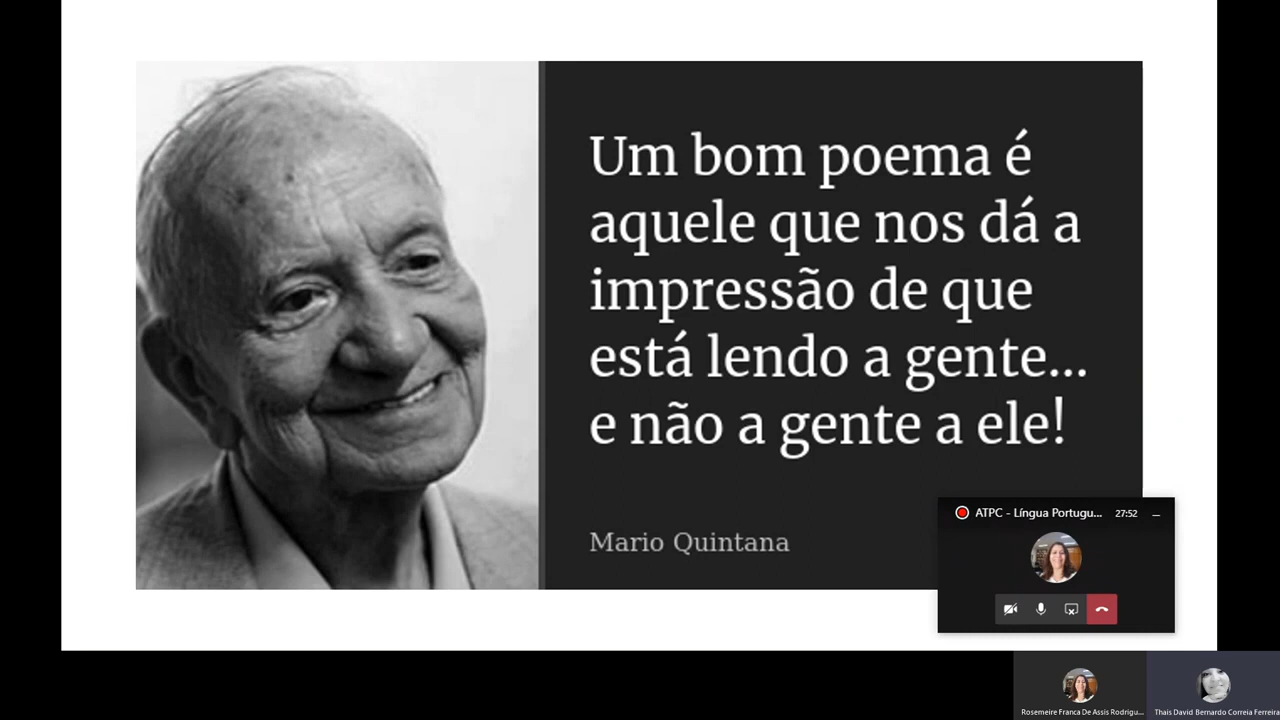 Um bom poema é
aquele que nos dá a
impressão de que
está lendo a gente...
e não a gente a ele!
Mario Quintana
ATPC - Língua Portugu... 27:52
Rosemeire Franca De Assis Rodrigu...
Thais David Bernardo Correia Ferreira